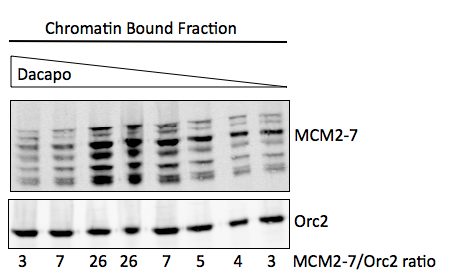 Chromatin Bound Fraction
Dacapo
MCM2-7
Orc2
3 7 26 26 7 5 4 3 MCM2-7/Orc2 ratio